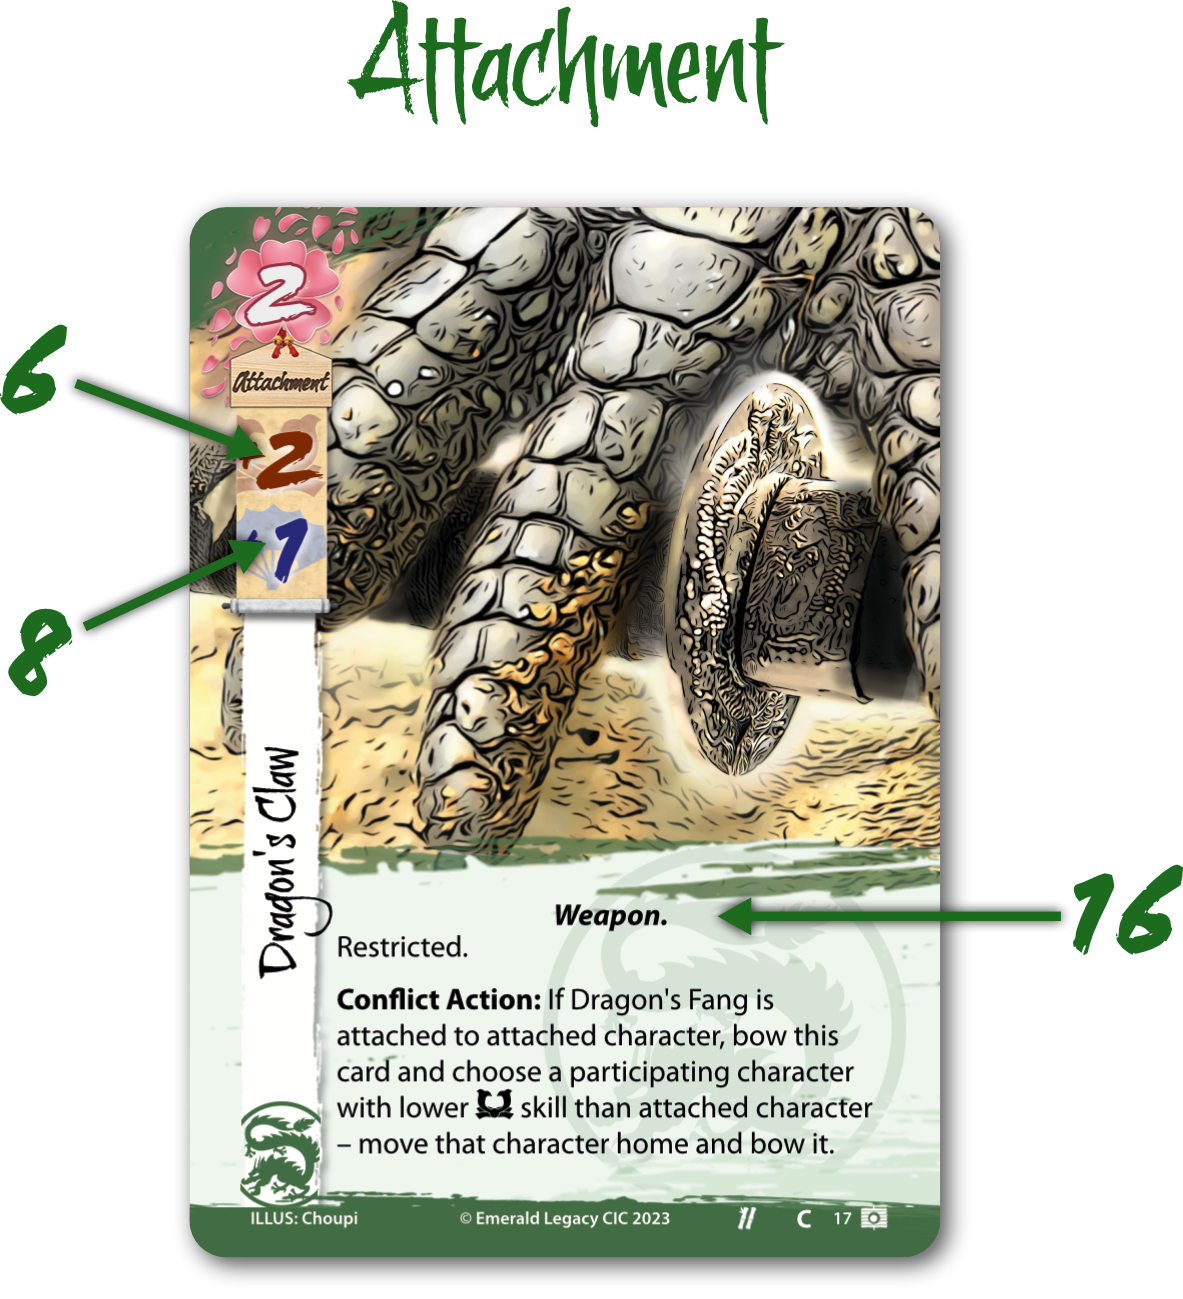 Attachment
2
Attachment
6
+2
+1
8
Dragon's Claw
Weapon.
16
Restricted.
Conflict Action: If Dragon's Fang is
attached to attached character, bow this
card and choose a participating character
with lower skill than attached character
– move that character home and bow it.
ILLUS: Choupi © Emerald Legacy CIC 2023 C 17